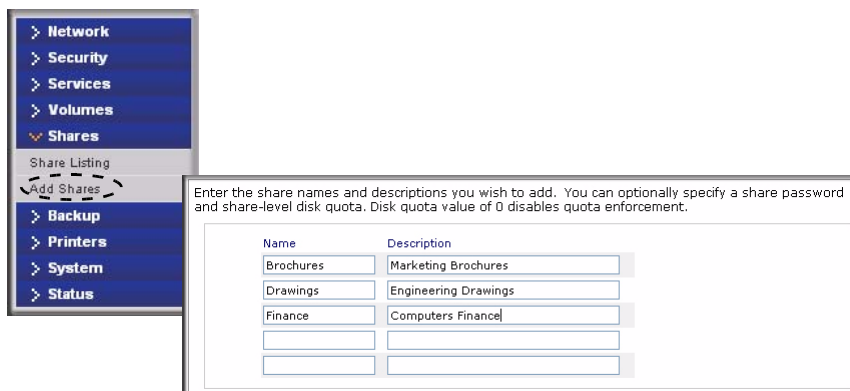 Network
Security
Services
Volumes
Shares
Share Listing
Add Shares
Backup
Printers
System
Status
Enter the share names and descriptions you wish to add. You can optionally specify a share password
and share-level disk quota. Disk quota value of 0 disables quota enforcement.
Name Description
Brochures Marketing Brochures
Drawings Engineering Drawings
Finance Computers Finance